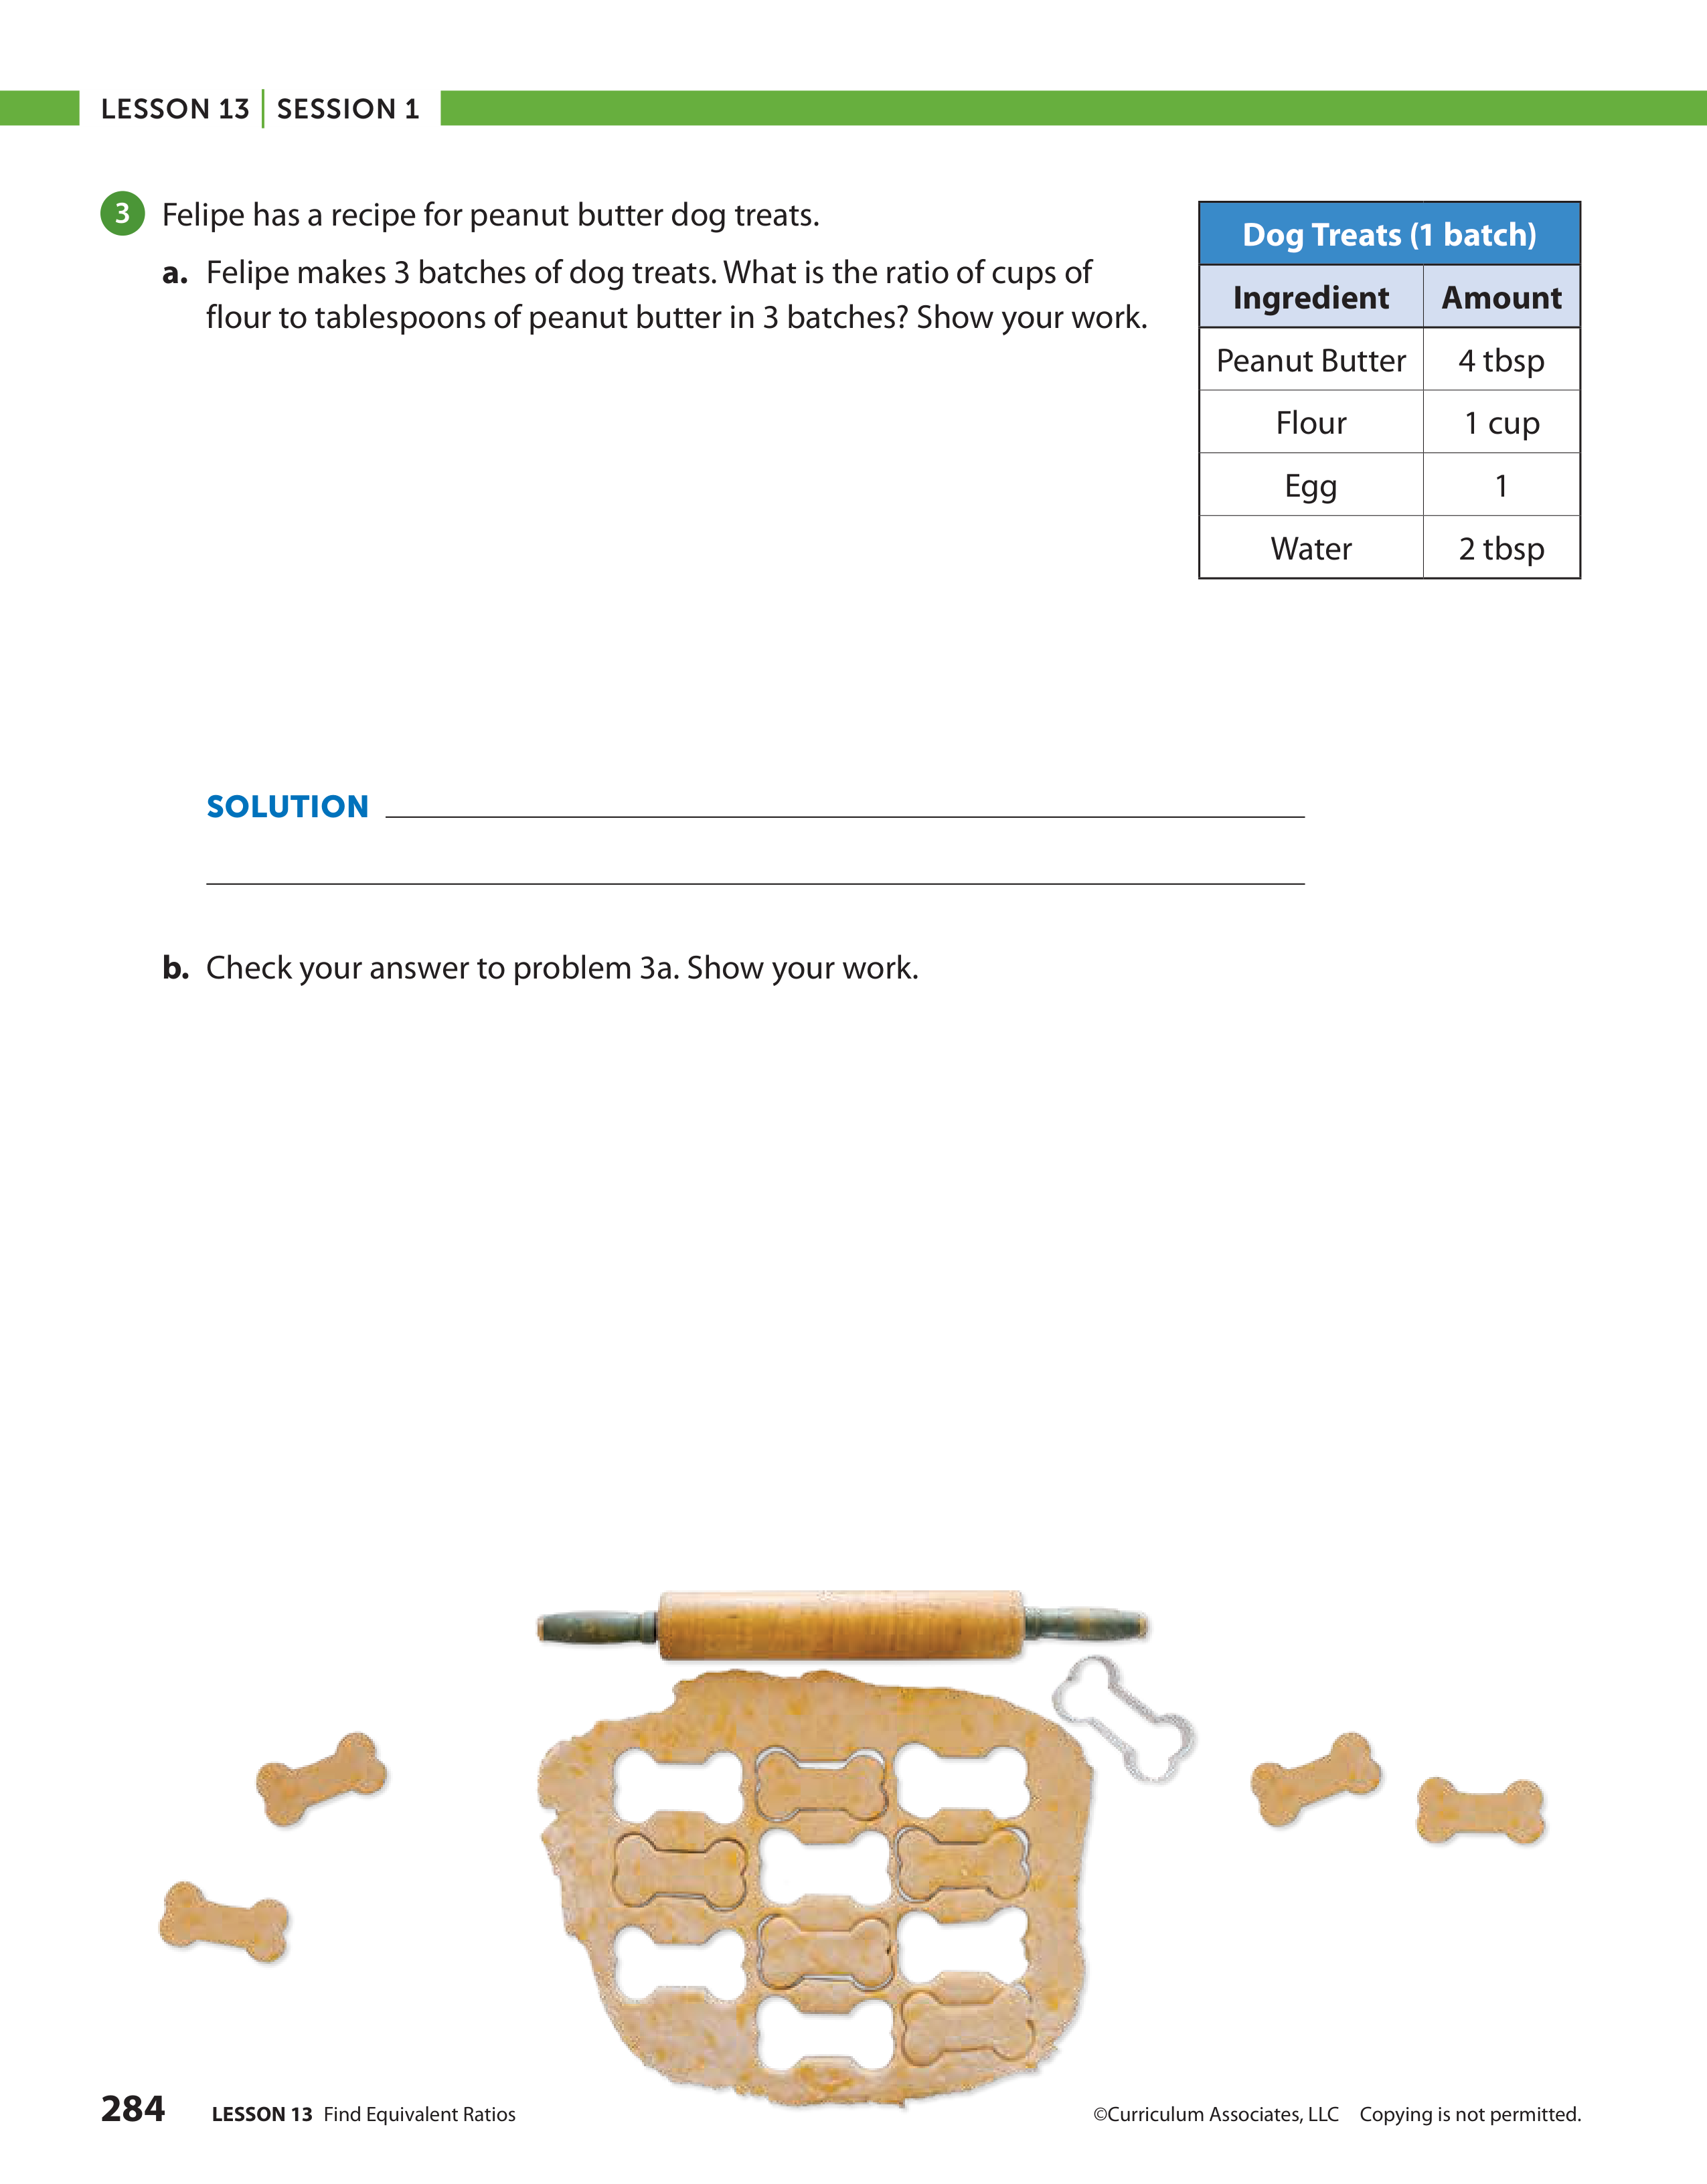 LESSON 13 | SESSION 1
3 Felipe has a recipe for peanut butter dog treats.
a. Felipe makes 3 batches of dog treats. What is the ratio of cups of
flour to tablespoons of peanut butter in 3 batches? Show your work.
Dog Treats (1 batch)
Ingredient Amount
Peanut Butter 4 tbsp
Flour 1 cup
Egg 1
Water 2 tbsp
SOLUTION
b. Check your answer to problem 3a. Show your work.
284 LESSON 13 Find Equivalent Ratios ©Curriculum Associates, LLC Copying is not permitted.